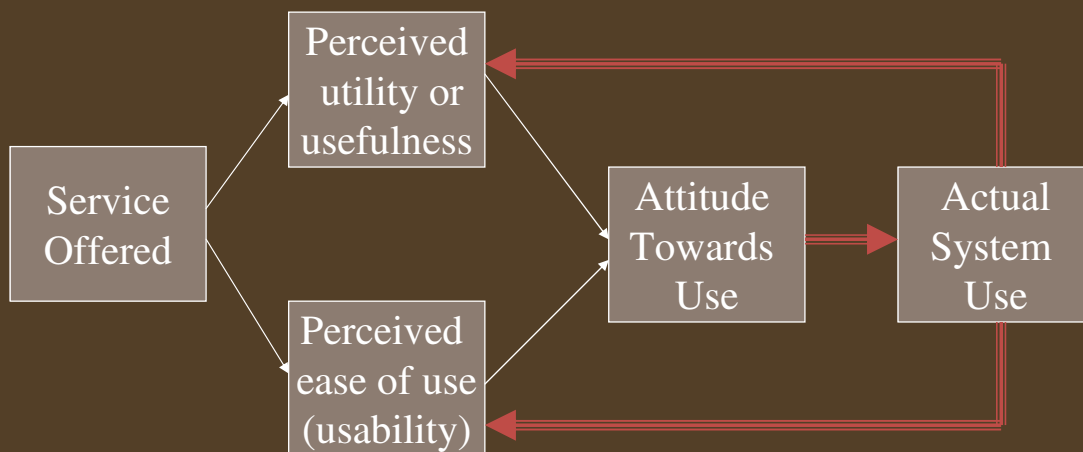 Perceived
utility or
usefulness
Service
Offered
Attitude
Towards
Use
Actual
System
Use
Perceived
ease of use
(usability)